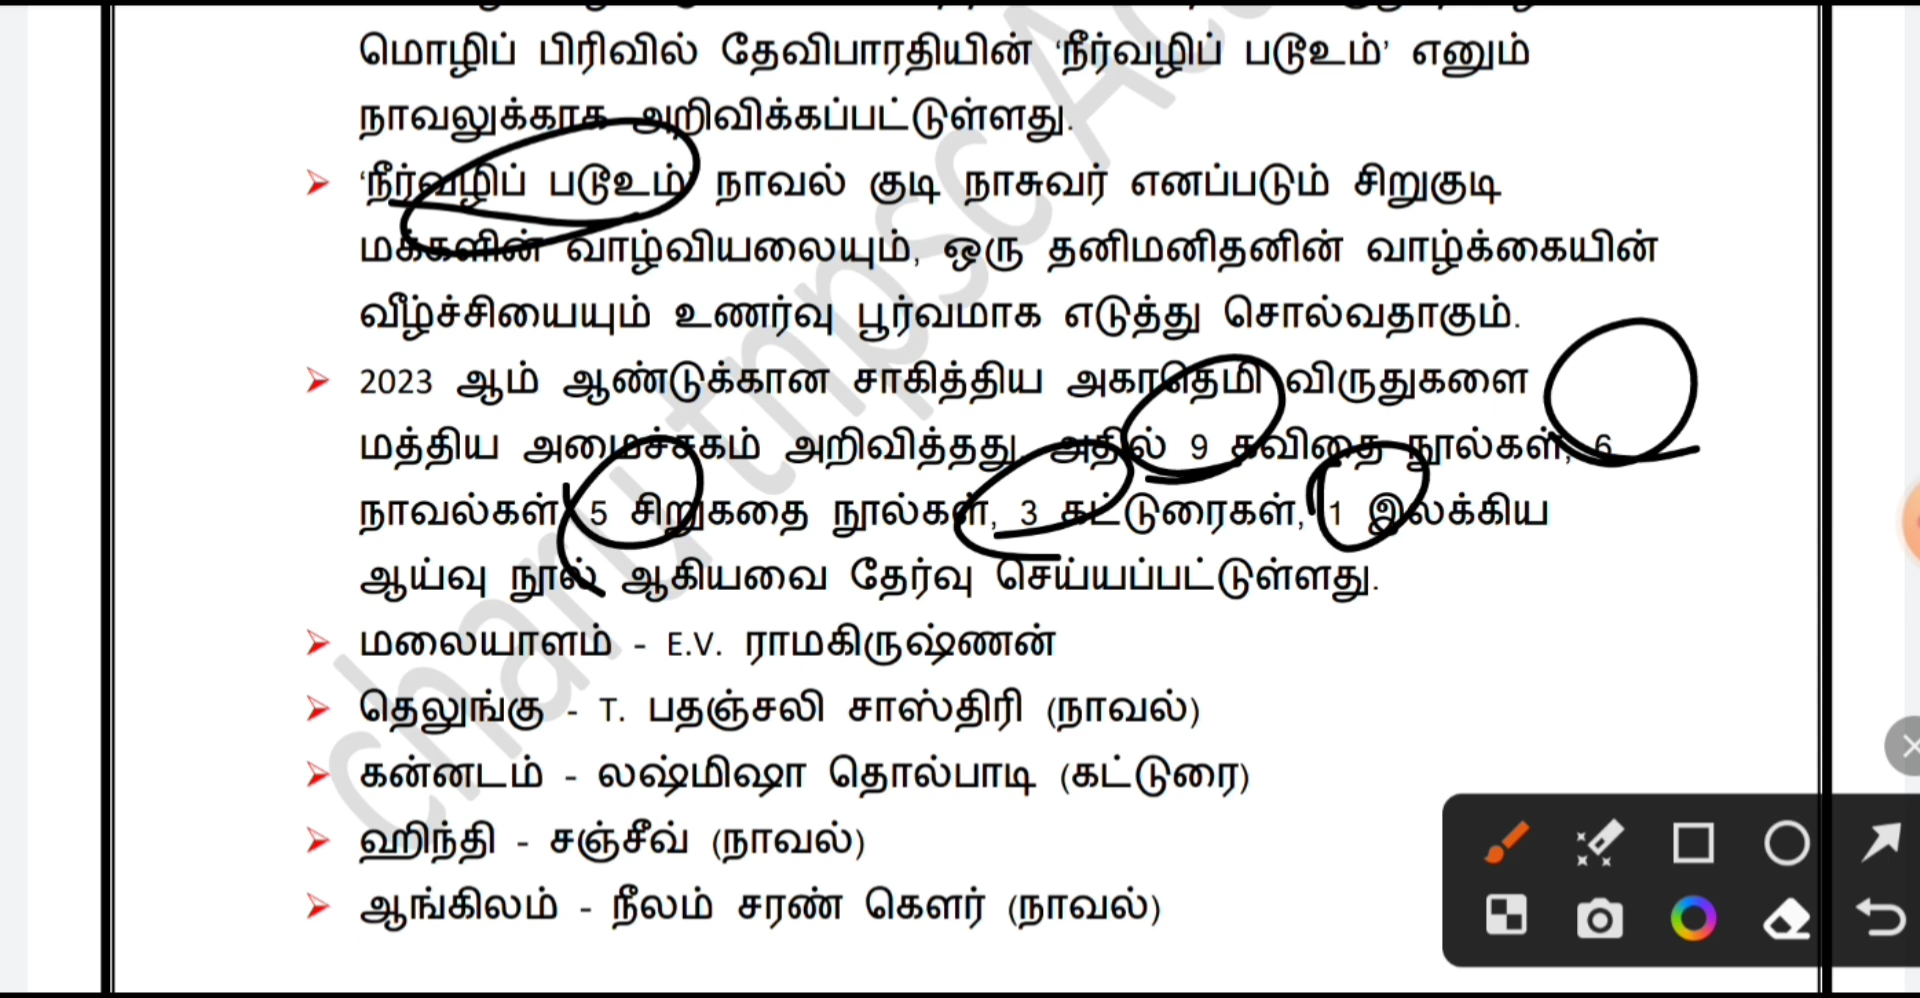 மொழிப் பிரிவில் தேவிபாரதியின் ‘நீர்வழிப் படூஉம்’ எனும்
நாவலுக்காக அறிவிக்கப்பட்டுள்ளது.
‘நீர்வழிப் படூஉம்’ நாவல் குடி நாசுவர் எனப்படும் சிறுகுடி
மக்களின் வாழ்வியலையும், ஒரு தனிமனிதனின் வாழ்க்கையின்
வீழ்ச்சியையும் உணர்வு பூர்வமாக எடுத்து சொல்வதாகும்.
2023 ஆம் ஆண்டுக்கான சாகித்திய அகாதெமி விருதுகளை
மத்திய அமைச்சகம் அறிவித்தது. அதில் 9 கவிதை நூல்கள், 6
நாவல்கள், 5 சிறுகதை நூல்கள், 3 கட்டுரைகள், 1 இலக்கிய
ஆய்வு நூல் ஆகியவை தேர்வு செய்யப்பட்டுள்ளது.
மலையாளம் - E.V. ராமகிருஷ்ணன்
தெலுங்கு - T. பதஞ்சலி சாஸ்திரி (நாவல்)
கன்னடம் - லஷ்மிஷா தொல்பாடி (கட்டுரை)
ஹிந்தி - சஞ்சீவ் (நாவல்)
ஆங்கிலம் - நீலம் சரண் கௌர் (நாவல்)
charu tnpsc